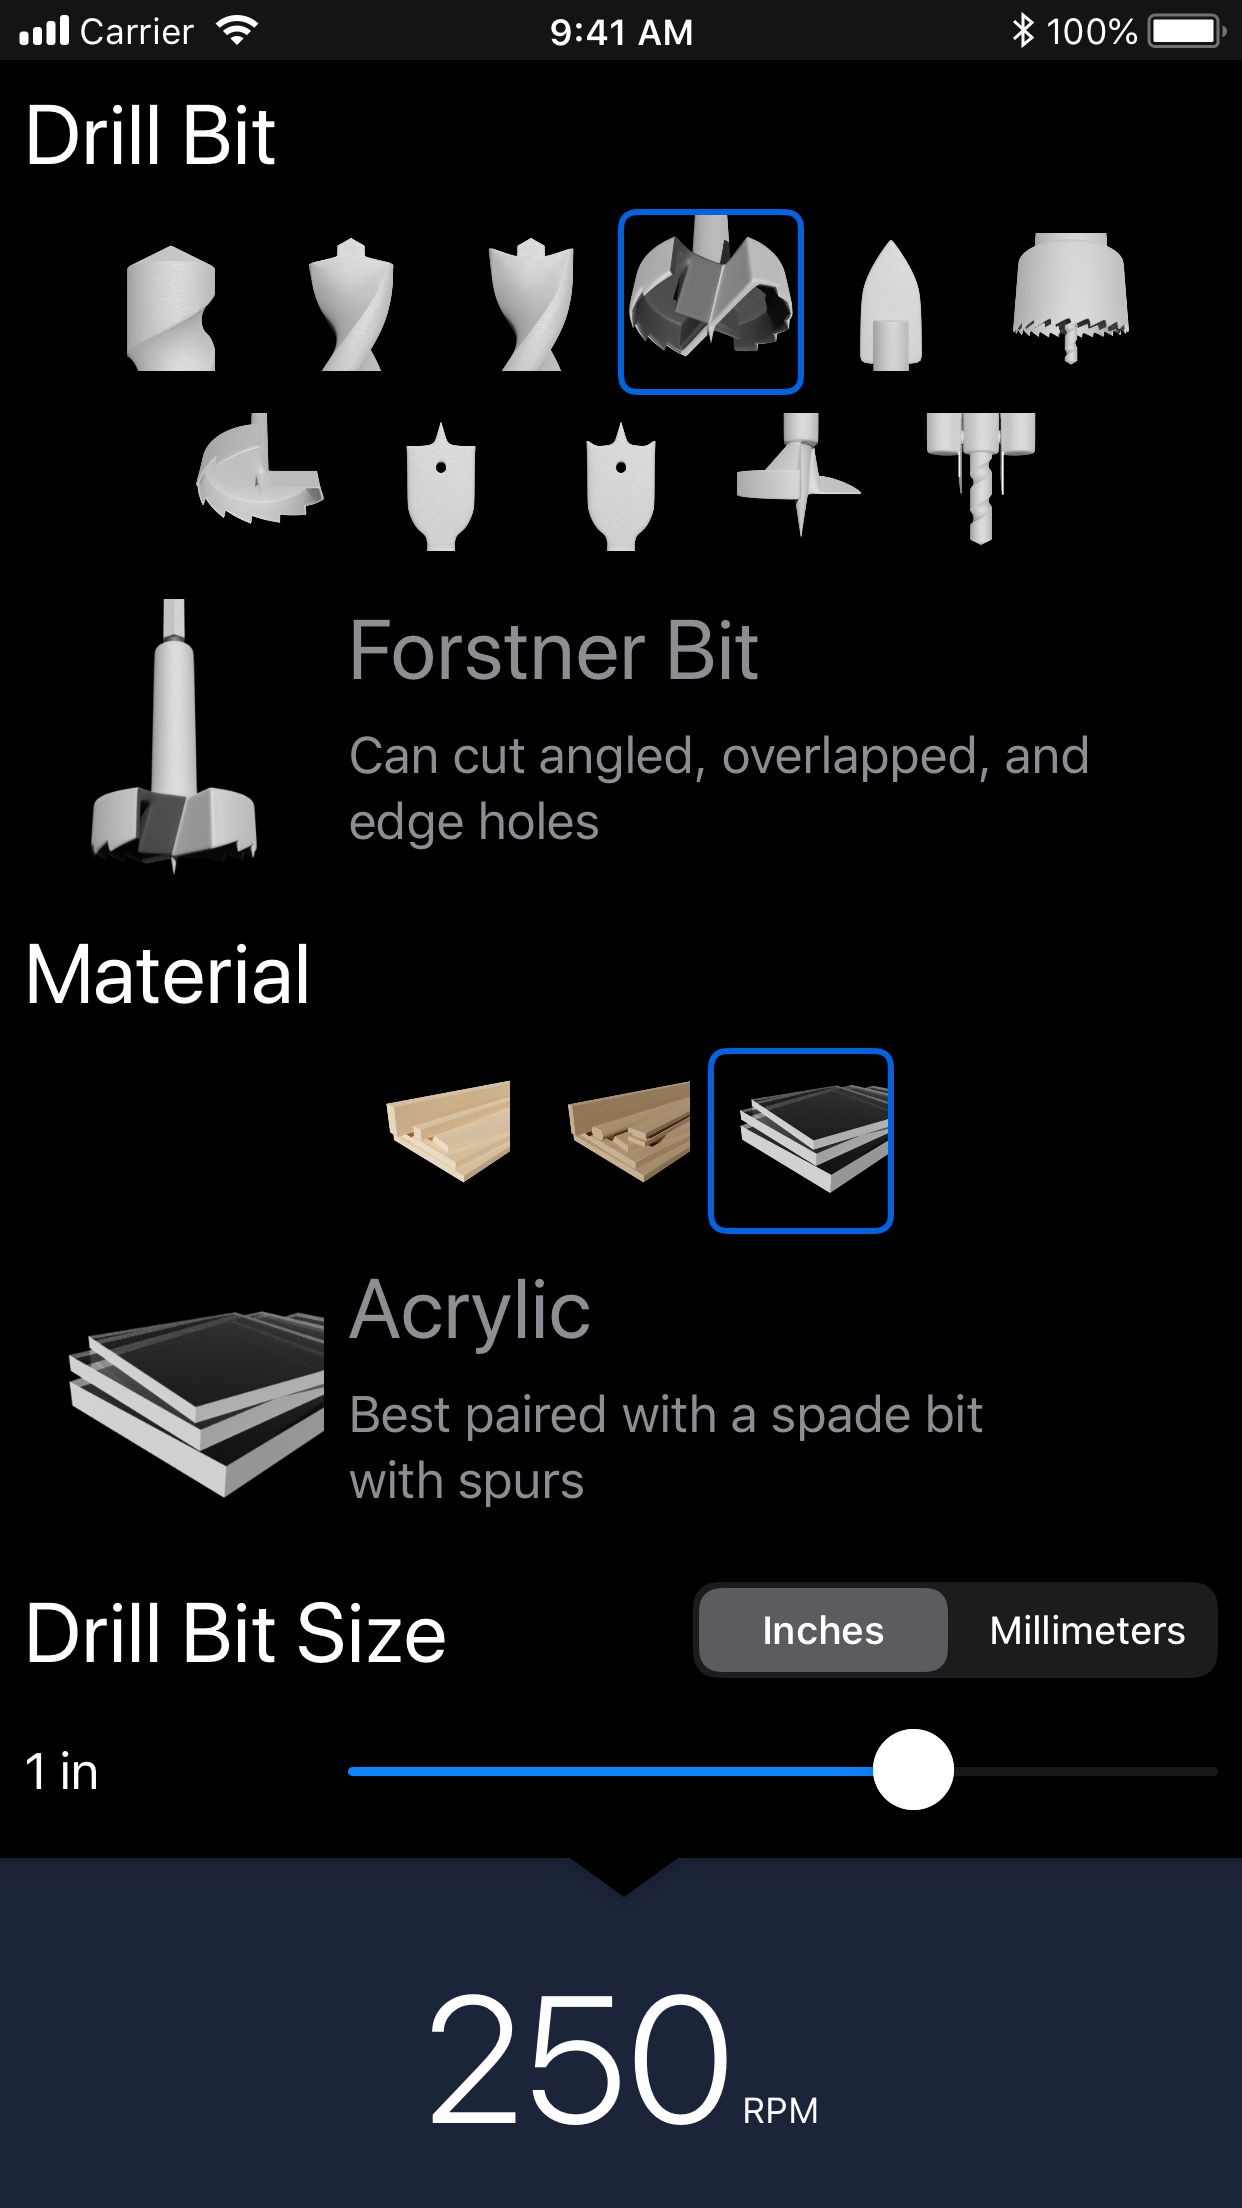 Carrier 9:41 AM 100%
Drill Bit
Forstner Bit
Can cut angled, overlapped, and
edge holes
Material
Acrylic
Best paired with a spade bit
with spurs
Drill Bit Size Inches Millimeters
1 in
250 RPM